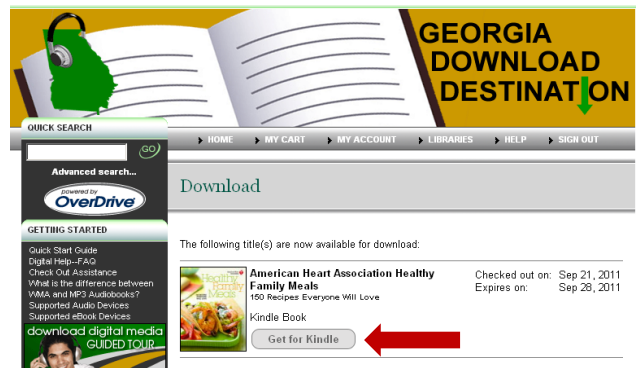 GEORGIA
DOWNLOAD
DESTINATION
QUICK SEARCH
GO
Advanced search...
powered by
OverDrive
HOME
MY CART
MY ACCOUNT
LIBRARIES
HELP
SIGN OUT
GETTING STARTED
Quick Start Guide
Digital Help--FAQ
Check Out Assistance
What is the difference between
WMA and MP3 Audiobooks?
Supported Audio Devices
Supported eBook Devices
download digital media
GUIDED TOUR
Download
The following title(s) are now available for download:
Healthy
Family
Meals
American Heart Association Healthy
Family Meals
150 Recipes Everyone Will Love
Kindle Book
Get for Kindle
Checked out on: Sep 21, 2011
Expires on: Sep 28, 2011